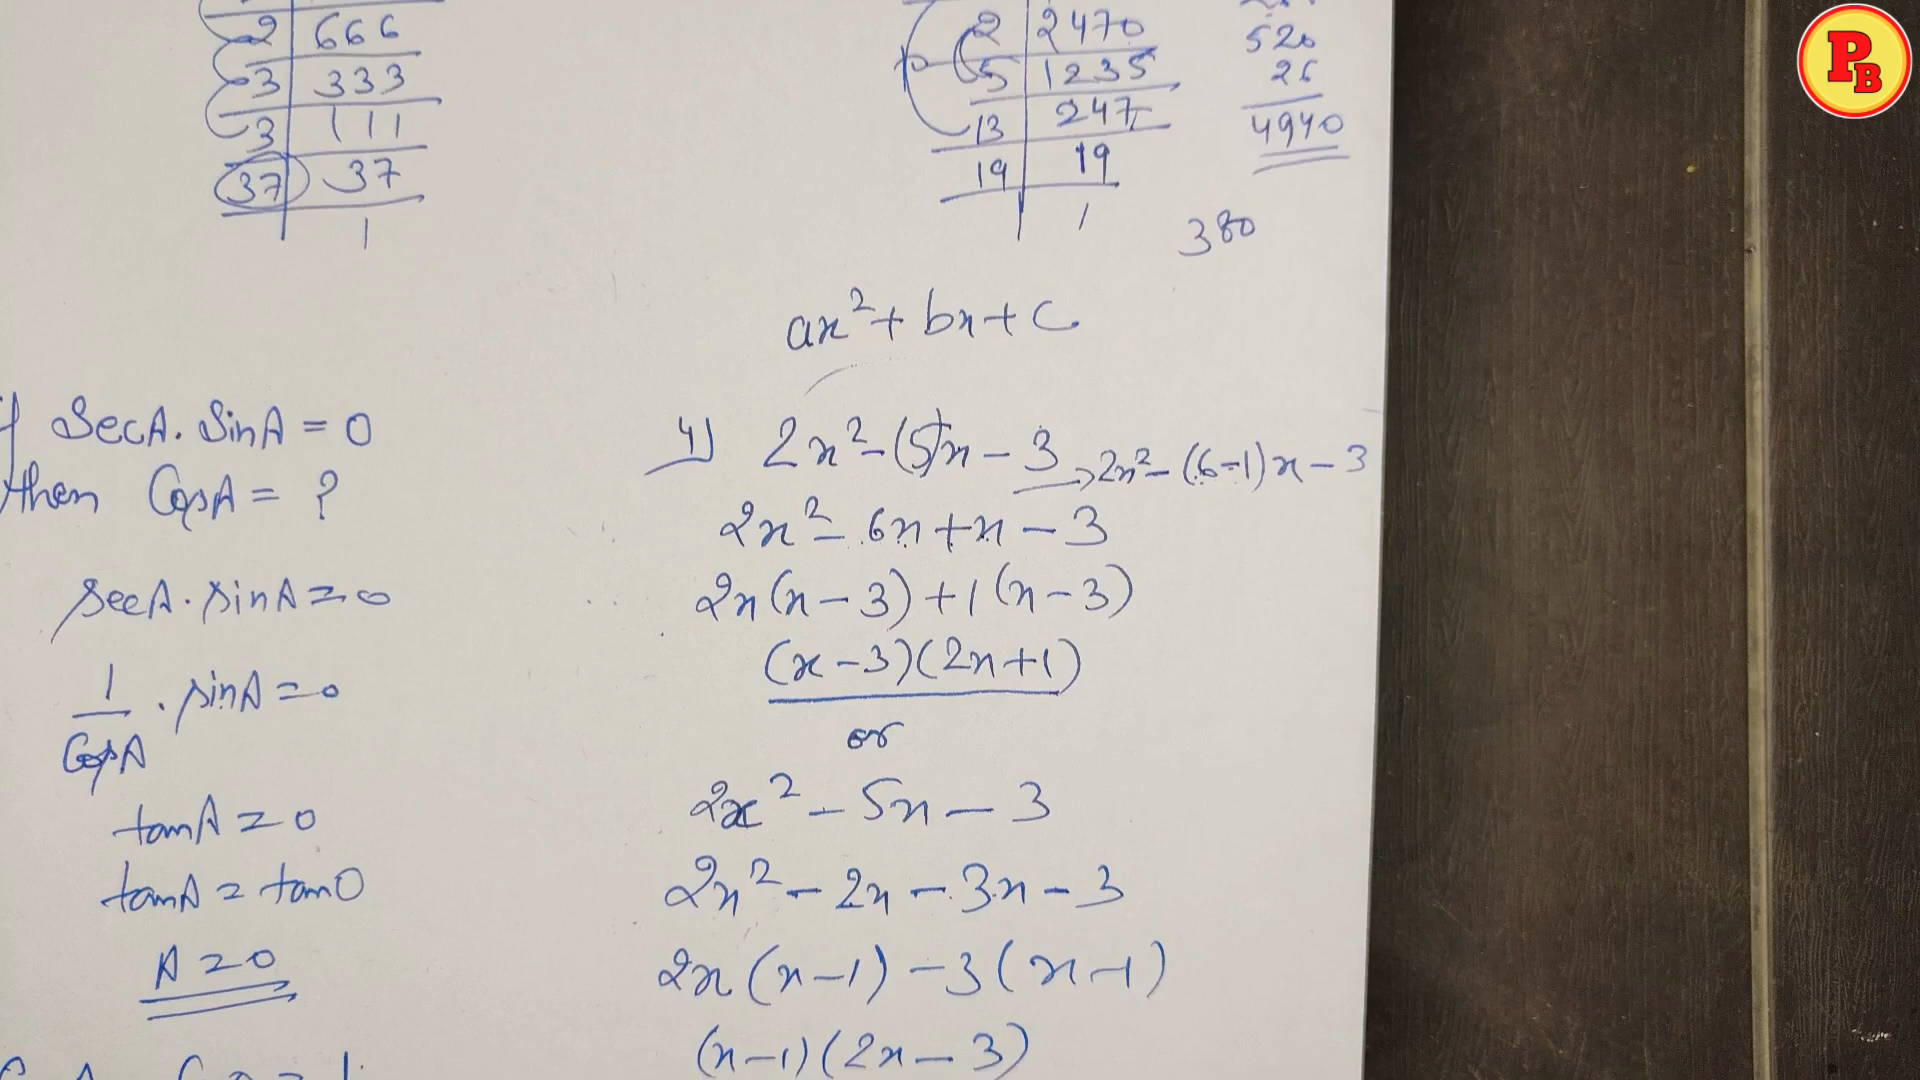 2 | 666
3 | 333
3 | 111
37 | 37
1
2 | 2470
5 | 1235
13 | 247
19 | 19
1
520
26
4940
380
ax² + bx + c
if SecA. SinA = 0
then CosA = ?
secA. sinA = 0
1/CosA . sinA = 0
tanA = 0
tanA = tan0
A = 0
4) 2x² - (5)x - 3 → 2x² - (6-1)x - 3
2x² - 6x + x - 3
2x(x - 3) + 1(x - 3)
(x - 3)(2x + 1)
or
2x² - 5x - 3
2x² - 2x - 3x - 3
2x(x - 1) - 3(x - 1)
(x - 1)(2x - 3)
PB